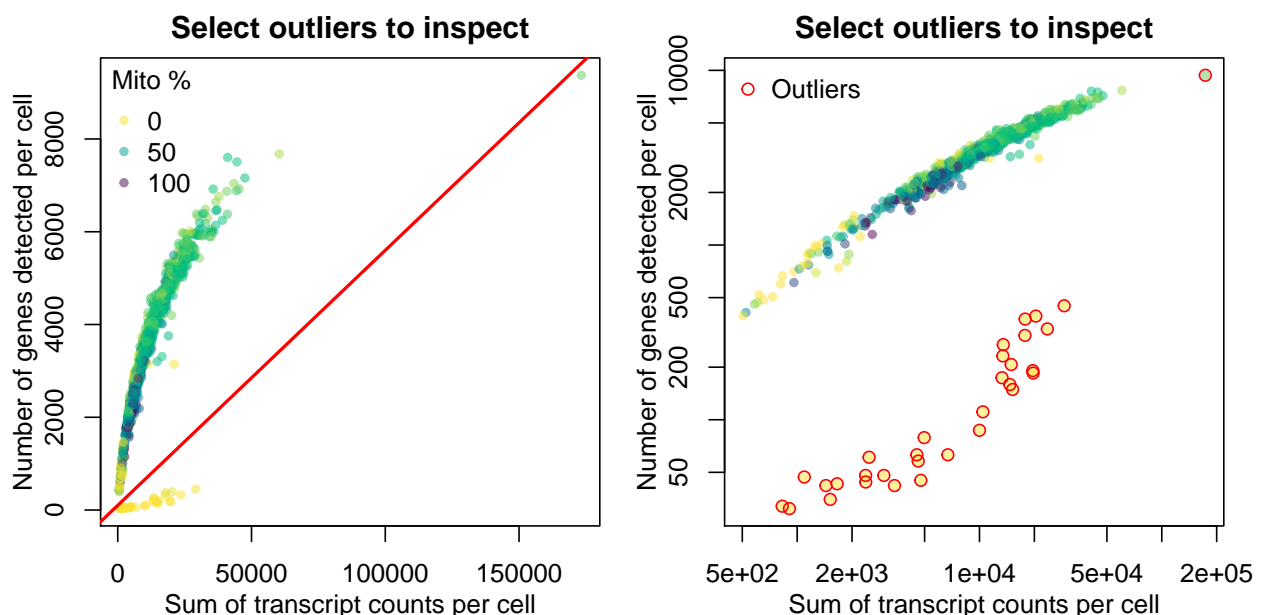 Select outliers to inspect
Mito %
0
50
100
Number of genes detected per cell
0
2000
4000
6000
8000
0
50000
100000
150000
Sum of transcript counts per cell
Select outliers to inspect
Outliers
Number of genes detected per cell
50
200
500
2000
10000
5e+02
2e+03
1e+04
5e+04
2e+05
Sum of transcript counts per cell